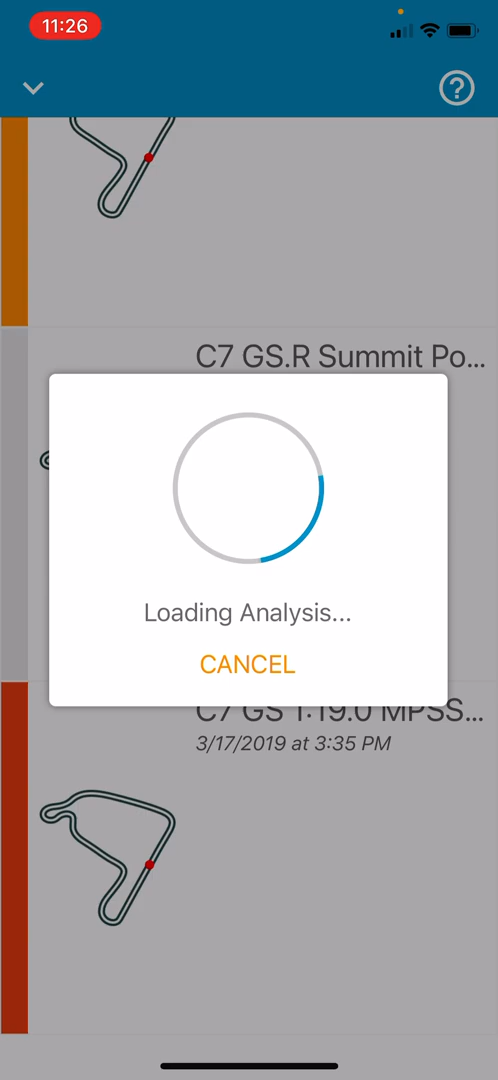 11:26
C7 GS.R Summit Po...
Loading Analysis...
CANCEL
C7 GS 1:19.0 MPSS...
3/17/2019 at 3:35 PM